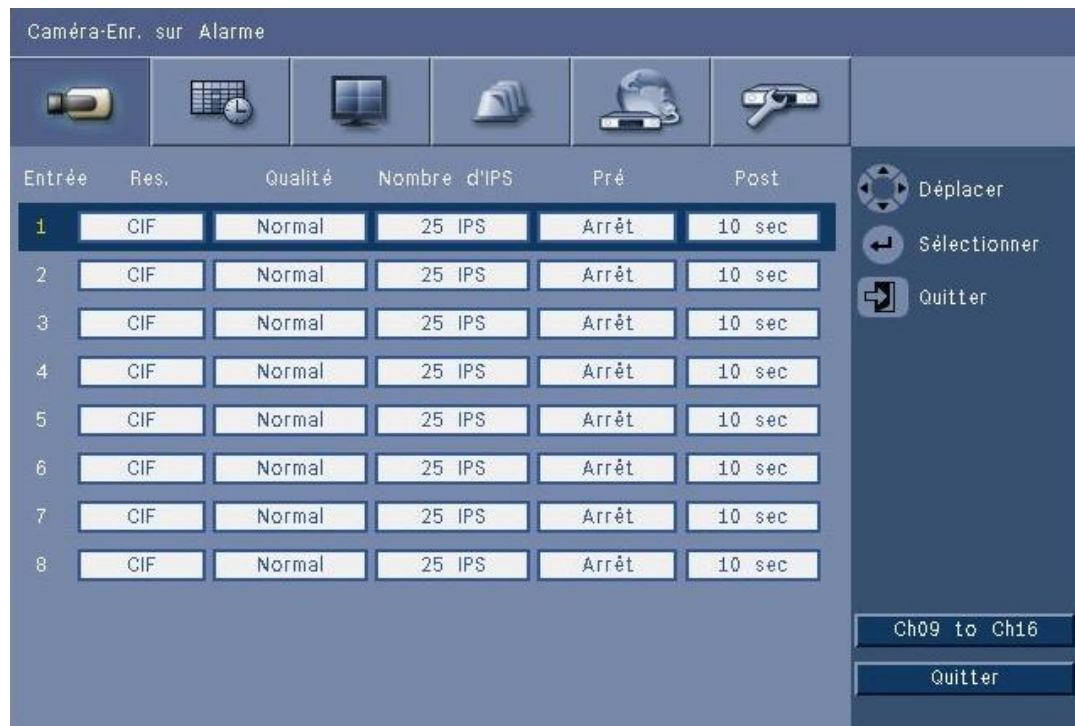 Caméra-Enr. sur Alarme
Entrée Res. Qualité Nombre d'IPS Pré Post
1 CIF Normal 25 IPS Arrêt 10 sec
2 CIF Normal 25 IPS Arrêt 10 sec
3 CIF Normal 25 IPS Arrêt 10 sec
4 CIF Normal 25 IPS Arrêt 10 sec
5 CIF Normal 25 IPS Arrêt 10 sec
6 CIF Normal 25 IPS Arrêt 10 sec
7 CIF Normal 25 IPS Arrêt 10 sec
8 CIF Normal 25 IPS Arrêt 10 sec
Déplacer
Sélectionner
Quitter
Ch09 to Ch16
Quitter